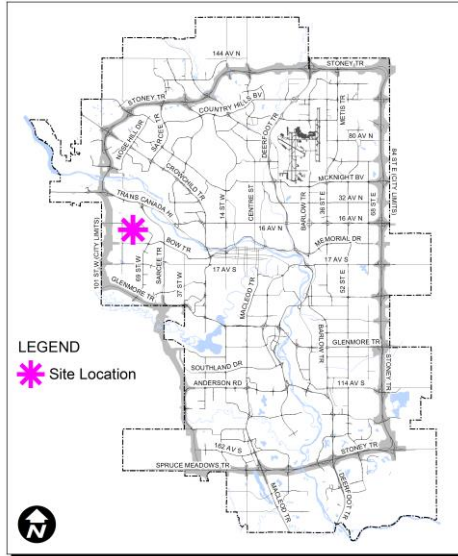 144 AV N
STONEY TR
STONEY TR
COUNTRY HILLS BV
METIS TR
NOSE HILL DR
SARCEE TR
DEERFOOT TR
80 AV N
CROWCHILD TR
MCKNIGHT BV
84 ST E (CITY LIMITS)
TRANS CANADA HI
14 ST W
CENTRE ST
BARLOW TR
36 ST E
32 AV N
68 ST E
16 AV N
16 AV N
101 ST W (CITY LIMITS)
BOW TR
MEMORIAL DR
69 ST W
SARCEE TR
37 ST W
17 AV S
17 AV S
52 ST E
GLENMORE TR
MACLEOD TR
BARLOW TR
GLENMORE TR
LEGEND
Site Location
SOUTHLAND DR
ANDERSON RD
114 AV S
STONEY TR
162 AV S
STONEY TR
SPRUCE MEADOWS TR
MACLEOD TR
DEERFOOT TR
N